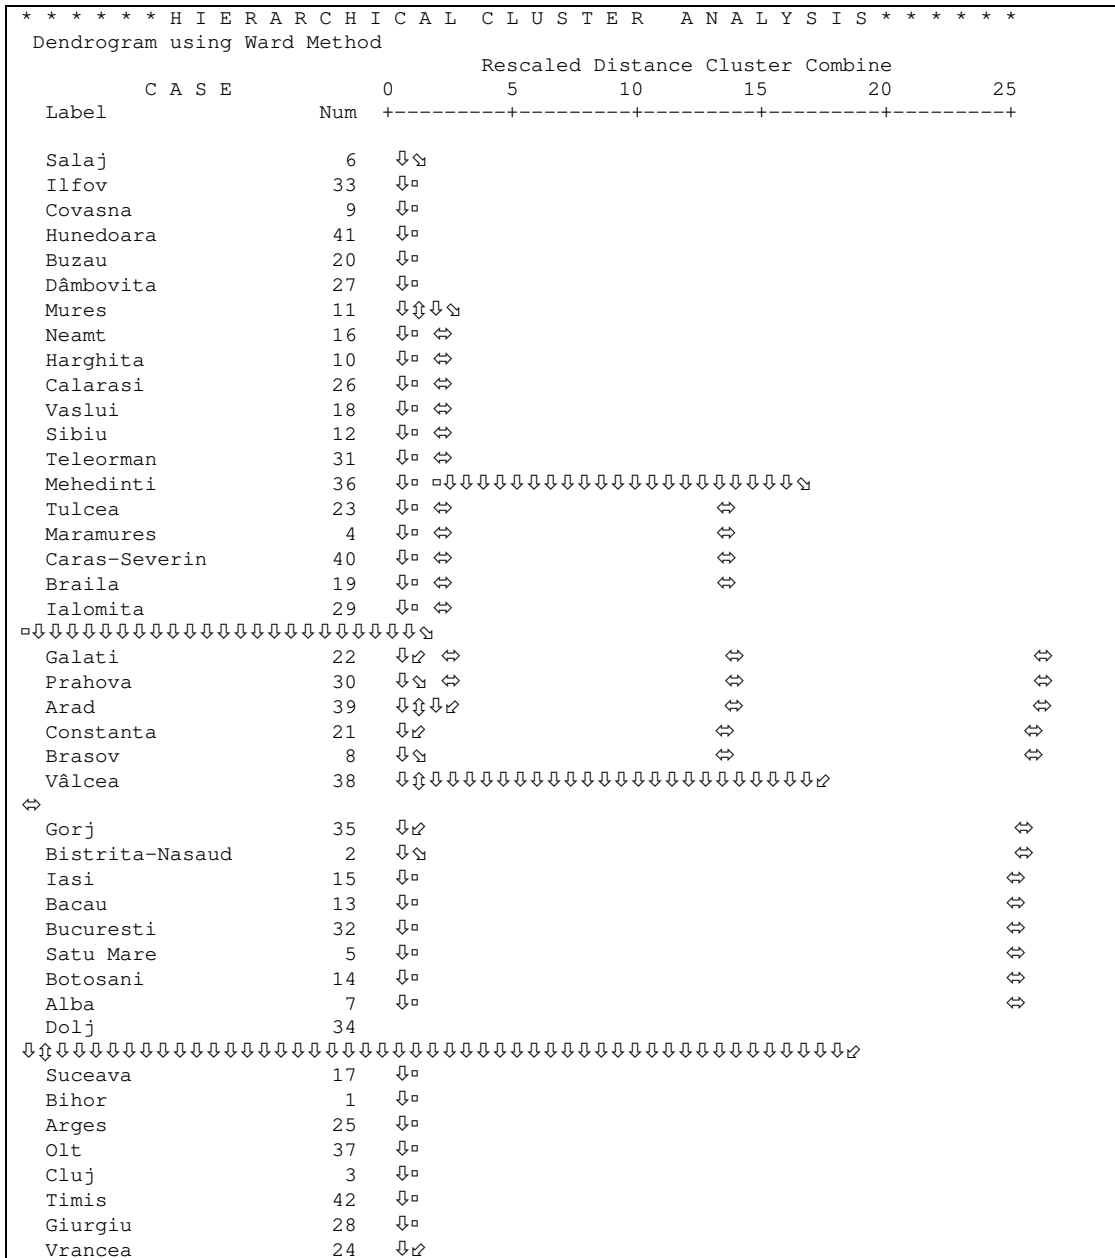 * * * * * * H I E R A R C H I C A L C L U S T E R A N A L Y S I S * * * * * *
Dendrogram using Ward Method
Rescaled Distance Cluster Combine
C A S E 0 5 10 15 20 25
Label Num +---------+---------+---------+---------+---------+
Salaj 6 ⇩⬂
Ilfov 33 ⇩▫
Covasna 9 ⇩▫
Hunedoara 41 ⇩▫
Buzau 20 ⇩▫
Dâmbovita 27 ⇩▫
Mures 11 ⇩⇳⇩⬂
Neamt 16 ⇩▫ ⬄
Harghita 10 ⇩▫ ⬄
Calarasi 26 ⇩▫ ⬄
Vaslui 18 ⇩▫ ⬄
Sibiu 12 ⇩▫ ⬄
Teleorman 31 ⇩▫ ⬄
Mehedinti 36 ⇩▫ ▫⇩⇩⇩⇩⇩⇩⇩⇩⇩⇩⇩⇩⇩⇩⇩⇩⇩⇩⇩⇩⇩⬂
Tulcea 23 ⇩▫ ⬄ ⬄
Maramures 4 ⇩▫ ⬄ ⬄
Caras-Severin 40 ⇩▫ ⬄ ⬄
Braila 19 ⇩▫ ⬄ ⬄
Ialomita 29 ⇩▫ ⬄
▫⇩⇩⇩⇩⇩⇩⇩⇩⇩⇩⇩⇩⇩⇩⇩⇩⇩⇩⇩⇩⇩⇩⇩⬂
Galati 22 ⇩⬃ ⬄ ⬄ ⬄
Prahova 30 ⇩⬂ ⬄ ⬄ ⬄
Arad 39 ⇩⇳⇩⬃ ⬄ ⬄
Constanta 21 ⇩⬃ ⬄ ⬄
Brasov 8 ⇩⬂ ⬄ ⬄
Vâlcea 38 ⇩⇳⇩⇩⇩⇩⇩⇩⇩⇩⇩⇩⇩⇩⇩⇩⇩⇩⇩⇩⇩⇩⇩⇩⇩⬃
⬄
Gorj 35 ⇩⬃ ⬄
Bistrita-Nasaud 2 ⇩⬂ ⬄
Iasi 15 ⇩▫ ⬄
Bacau 13 ⇩▫ ⬄
Bucuresti 32 ⇩▫ ⬄
Satu Mare 5 ⇩▫ ⬄
Botosani 14 ⇩▫ ⬄
Alba 7 ⇩▫ ⬄
Dolj 34
⇩⇳⇩⇩⇩⇩⇩⇩⇩⇩⇩⇩⇩⇩⇩⇩⇩⇩⇩⇩⇩⇩⇩⇩⇩⇩⇩⇩⇩⇩⇩⇩⇩⇩⇩⇩⇩⇩⇩⇩⇩⇩⇩⇩⇩⇩⇩⇩⇩⬃
Suceava 17 ⇩▫
Bihor 1 ⇩▫
Arges 25 ⇩▫
Olt 37 ⇩▫
Cluj 3 ⇩▫
Timis 42 ⇩▫
Giurgiu 28 ⇩▫
Vrancea 24 ⇩⬃